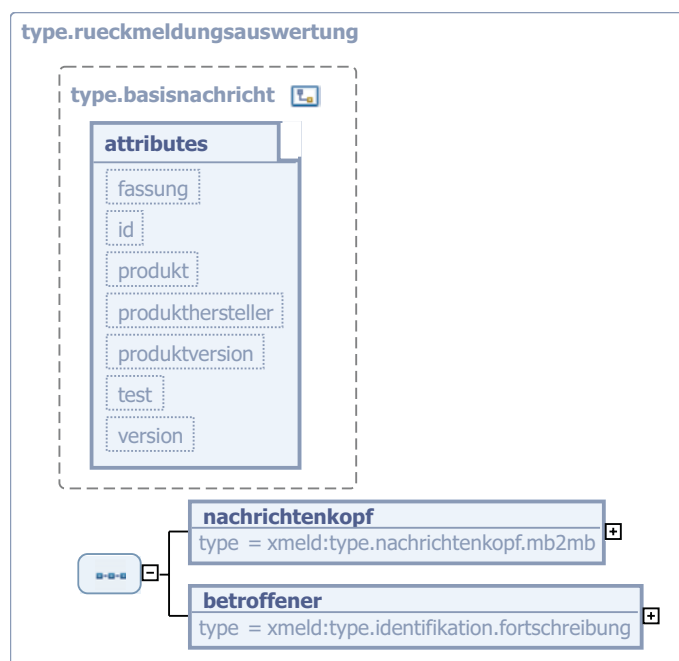 type.rueckmeldungsauswertung
type.basisnachricht
attributes
fassung
id
produkt
produkthersteller
produktversion
test
version
nachrichtenkopf
type = xmeld:type.nachrichtenkopf.mb2mb
betroffener
type = xmeld:type.identifikation.fortschreibung